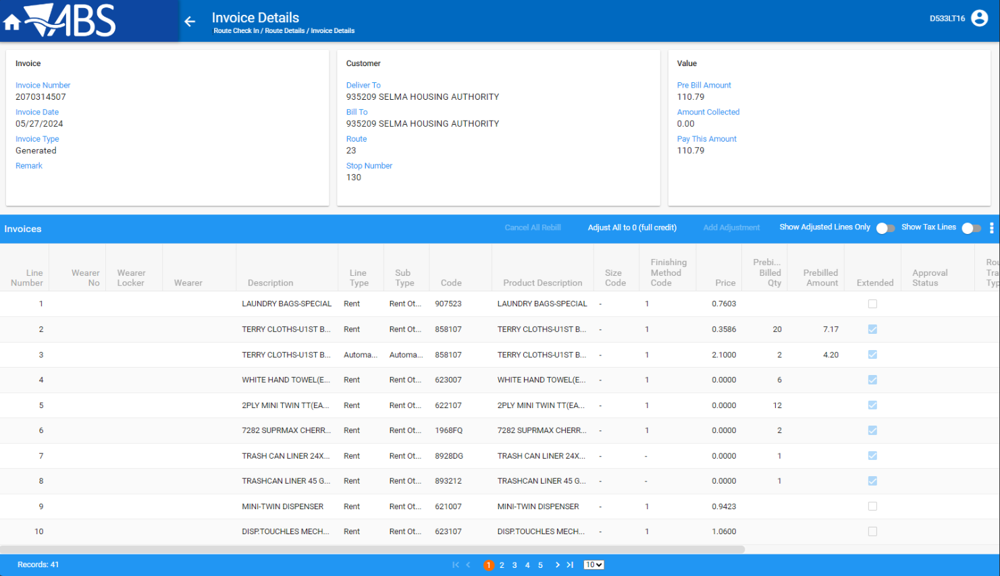 ABS
Invoice Details
Route Check In / Route Details / Invoice Details
D533LT16
Invoice
Invoice Number
2070314507
Invoice Date
05/27/2024
Invoice Type
Generated
Remark
Customer
Deliver To
935209 SELMA HOUSING AUTHORITY
Bill To
935209 SELMA HOUSING AUTHORITY
Route
23
Stop Number
130
Value
Pre Bill Amount
110.79
Amount Collected
0.00
Pay This Amount
110.79
Invoices Cancel All Rebill Adjust All to 0 (full credit) Add Adjustment Show Adjusted Lines Only Show Tax Lines
Line Number Wearer No Wearer Locker Wearer Description Line Type Sub Type Code Product Description Size Code Finishing Method Code Price Prebi... Billed Qty Prebilled Amount Extended Approval Status Rou Tra Typ
1 LAUNDRY BAGS-SPECIAL Rent Rent Ot... 907523 LAUNDRY BAGS-SPECIAL - 1 0.7603
2 TERRY CLOTHS-U1ST B... Rent Rent Ot... 858107 TERRY CLOTHS-U1ST B... - 1 0.3586 20 7.17
3 TERRY CLOTHS-U1ST B... Automa... Automa... 858107 TERRY CLOTHS-U1ST B... - 1 2.1000 2 4.20
4 WHITE HAND TOWEL(E... Rent Rent Ot... 623007 WHITE HAND TOWEL(E... - 1 0.0000 6
5 2PLY MINI TWIN TT(EA... Rent Rent Ot... 622107 2PLY MINI TWIN TT(EA... - 1 0.0000 12
6 7282 SUPRMAX CHERR... Rent Rent Ot... 1968FQ 7282 SUPRMAX CHERR... - 1 0.0000 2
7 TRASH CAN LINER 24X... Rent Rent Ot... 8928DG TRASH CAN LINER 24X... - - 0.0000 1
8 TRASHCAN LINER 45 G... Rent Rent Ot... 893212 TRASHCAN LINER 45 G... - - 0.0000 1
9 MINI-TWIN DISPENSER Rent Rent Ot... 621007 MINI-TWIN DISPENSER - 1 0.9423
10 DISP.TOUCHLES MECH... Rent Rent Ot... 623107 DISP.TOUCHLES MECH... - 1 1.0600
Records: 41 1 2 3 4 5 10